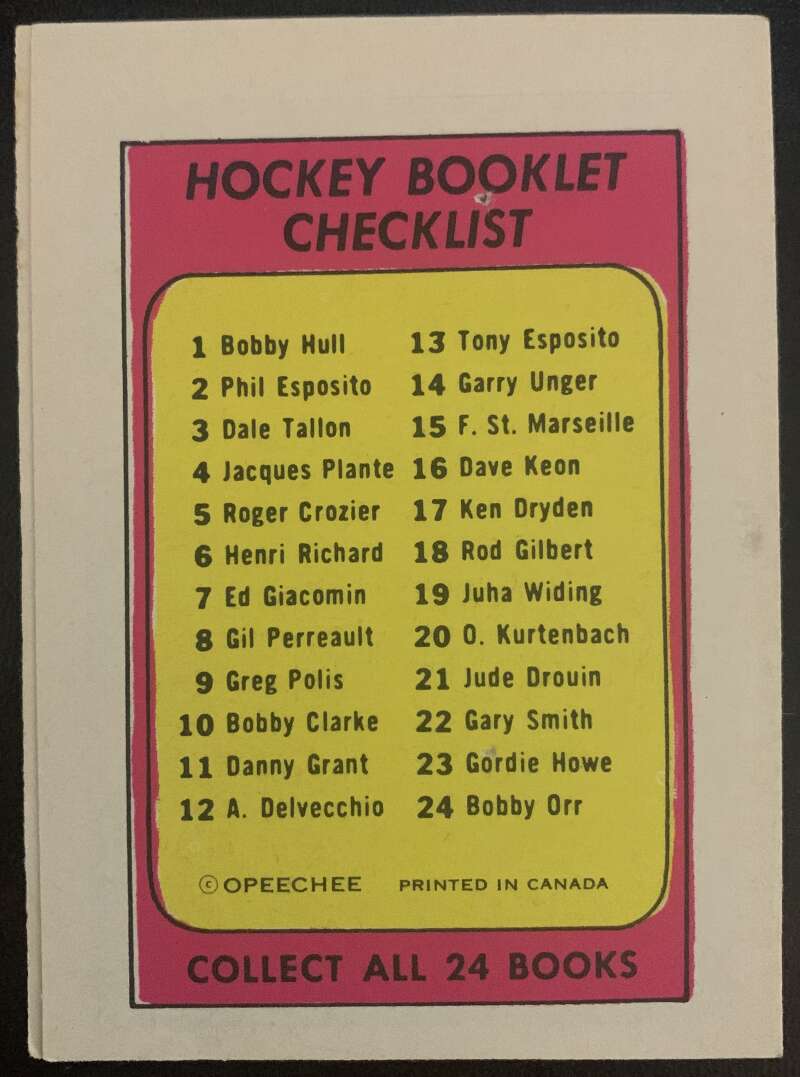 HOCKEY BOOKLET
CHECKLIST
1 Bobby Hull
2 Phil Esposito
3 Dale Tallon
4 Jacques Plante
5 Roger Crozier
6 Henri Richard
7 Ed Giacomin
8 Gil Perreault
9 Greg Polis
10 Bobby Clarke
11 Danny Grant
12 A. Delvecchio
13 Tony Esposito
14 Garry Unger
15 F. St. Marseille
16 Dave Keon
17 Ken Dryden
18 Rod Gilbert
19 Juha Widing
20 O. Kurtenbach
21 Jude Drouin
22 Gary Smith
23 Gordie Howe
24 Bobby Orr
© OPEECHEE PRINTED IN CANADA
COLLECT ALL 24 BOOKS